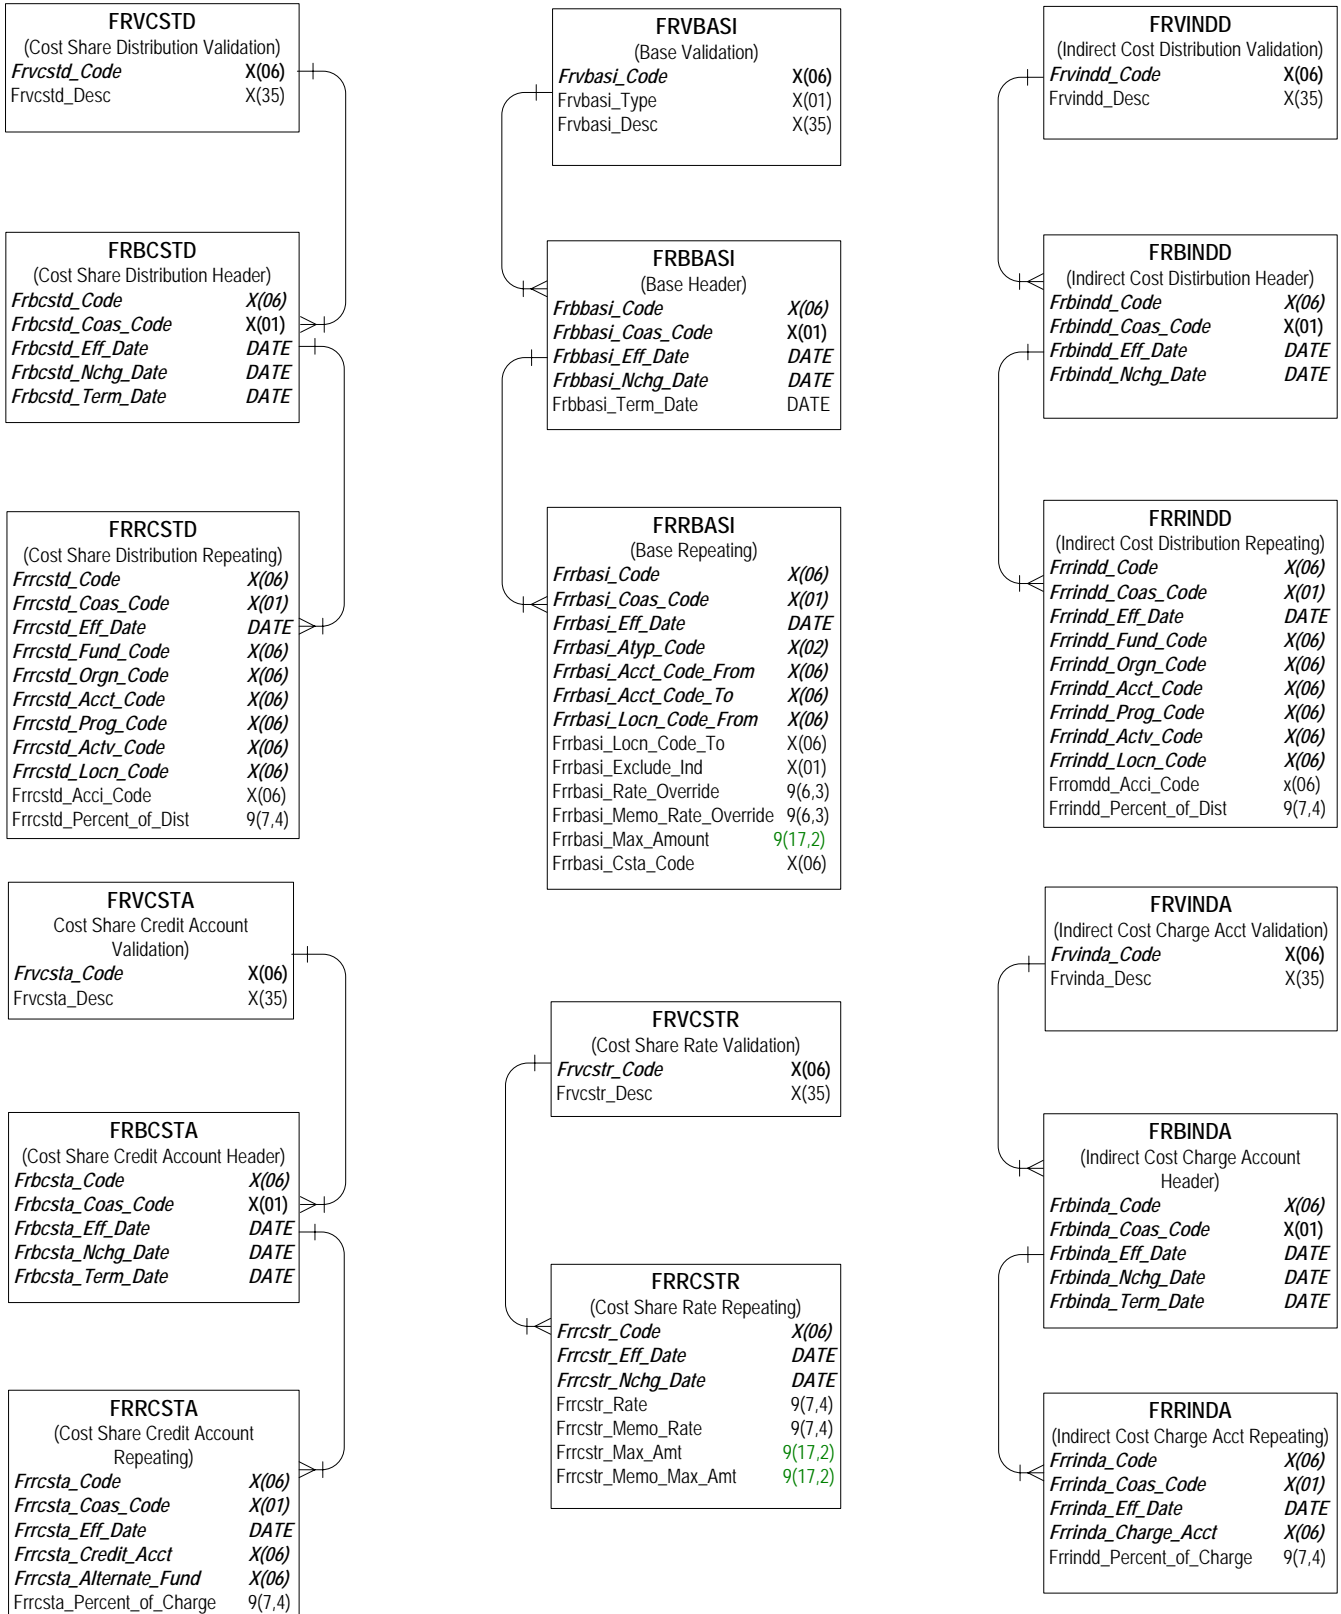 FRVCSTD
(Cost Share Distribution Validation)
Frvcstd_Code X(06)
Frvcstd_Desc X(35)
FRBCSTD
(Cost Share Distribution Header)
Frbcstd_Code X(06)
Frbcstd_Coas_Code X(01)
Frbcstd_Eff_Date DATE
Frbcstd_Nchg_Date DATE
Frbcstd_Term_Date DATE
FRRCSTD
(Cost Share Distribution Repeating)
Frrcstd_Code X(06)
Frrcstd_Coas_Code X(01)
Frrcstd_Eff_Date DATE
Frrcstd_Fund_Code X(06)
Frrcstd_Orgn_Code X(06)
Frrcstd_Acct_Code X(06)
Frrcstd_Prog_Code X(06)
Frrcstd_Actv_Code X(06)
Frrcstd_Locn_Code X(06)
Frrcstd_Acci_Code X(06)
Frrcstd_Percent_of_Dist 9(7,4)
FRVCSTA
Cost Share Credit Account
Validation)
Frvcsta_Code X(06)
Frvcsta_Desc X(35)
FRBCSTA
(Cost Share Credit Account Header)
Frbcsta_Code X(06)
Frbcsta_Coas_Code X(01)
Frbcsta_Eff_Date DATE
Frbcsta_Nchg_Date DATE
Frbcsta_Term_Date DATE
FRRCSTA
(Cost Share Credit Account
Repeating)
Frrcsta_Code X(06)
Frrcsta_Coas_Code X(01)
Frrcsta_Eff_Date DATE
Frrcsta_Credit_Acct X(06)
Frrcsta_Alternate_Fund X(06)
Frrcsta_Percent_of_Charge 9(7,4)
FRVBASI
(Base Validation)
Frvbasi_Code X(06)
Frvbasi_Type X(01)
Frvbasi_Desc X(35)
FRBBASI
(Base Header)
Frbbasi_Code X(06)
Frbbasi_Coas_Code X(01)
Frbbasi_Eff_Date DATE
Frbbasi_Nchg_Date DATE
Frbbasi_Term_Date DATE
FRRBASI
(Base Repeating)
Frrbasi_Code X(06)
Frrbasi_Coas_Code X(01)
Frrbasi_Eff_Date DATE
Frrbasi_Atyp_Code X(02)
Frrbasi_Acct_Code_From X(06)
Frrbasi_Acct_Code_To X(06)
Frrbasi_Locn_Code_From X(06)
Frrbasi_Locn_Code_To X(06)
Frrbasi_Exclude_Ind X(01)
Frrbasi_Rate_Override 9(6,3)
Frrbasi_Memo_Rate_Override 9(6,3)
Frrbasi_Max_Amount 9(17,2)
Frrbasi_Csta_Code X(06)
FRVCSTR
(Cost Share Rate Validation)
Frvcstr_Code X(06)
Frvcstr_Desc X(35)
FRRCSTR
(Cost Share Rate Repeating)
Frrcstr_Code X(06)
Frrcstr_Eff_Date DATE
Frrcstr_Nchg_Date DATE
Frrcstr_Rate 9(7,4)
Frrcstr_Memo_Rate 9(7,4)
Frrcstr_Max_Amt 9(17,2)
Frrcstr_Memo_Max_Amt 9(17,2)
FRVINDD
(Indirect Cost Distribution Validation)
Frvindd_Code X(06)
Frvindd_Desc X(35)
FRBINDD
(Indirect Cost Distirbution Header)
Frbindd_Code X(06)
Frbindd_Coas_Code X(01)
Frbindd_Eff_Date DATE
Frbindd_Nchg_Date DATE
FRRINDD
(Indirect Cost Distribution Repeating)
Frrindd_Code X(06)
Frrindd_Coas_Code X(01)
Frrindd_Eff_Date DATE
Frrindd_Fund_Code X(06)
Frrindd_Orgn_Code X(06)
Frrindd_Acct_Code X(06)
Frrindd_Prog_Code X(06)
Frrindd_Actv_Code X(06)
Frrindd_Locn_Code X(06)
Frromdd_Acci_Code x(06)
Frrindd_Percent_of_Dist 9(7,4)
FRVINDA
(Indirect Cost Charge Acct Validation)
Frvinda_Code X(06)
Frvinda_Desc X(35)
FRBINDA
(Indirect Cost Charge Account
Header)
Frbinda_Code X(06)
Frbinda_Coas_Code X(01)
Frbinda_Eff_Date DATE
Frbinda_Nchg_Date DATE
Frbinda_Term_Date DATE
FRRINDA
(Indirect Cost Charge Acct Repeating)
Frrinda_Code X(06)
Frrinda_Coas_Code X(01)
Frrinda_Eff_Date DATE
Frrinda_Charge_Acct X(06)
Frrindd_Percent_of_Charge 9(7,4)